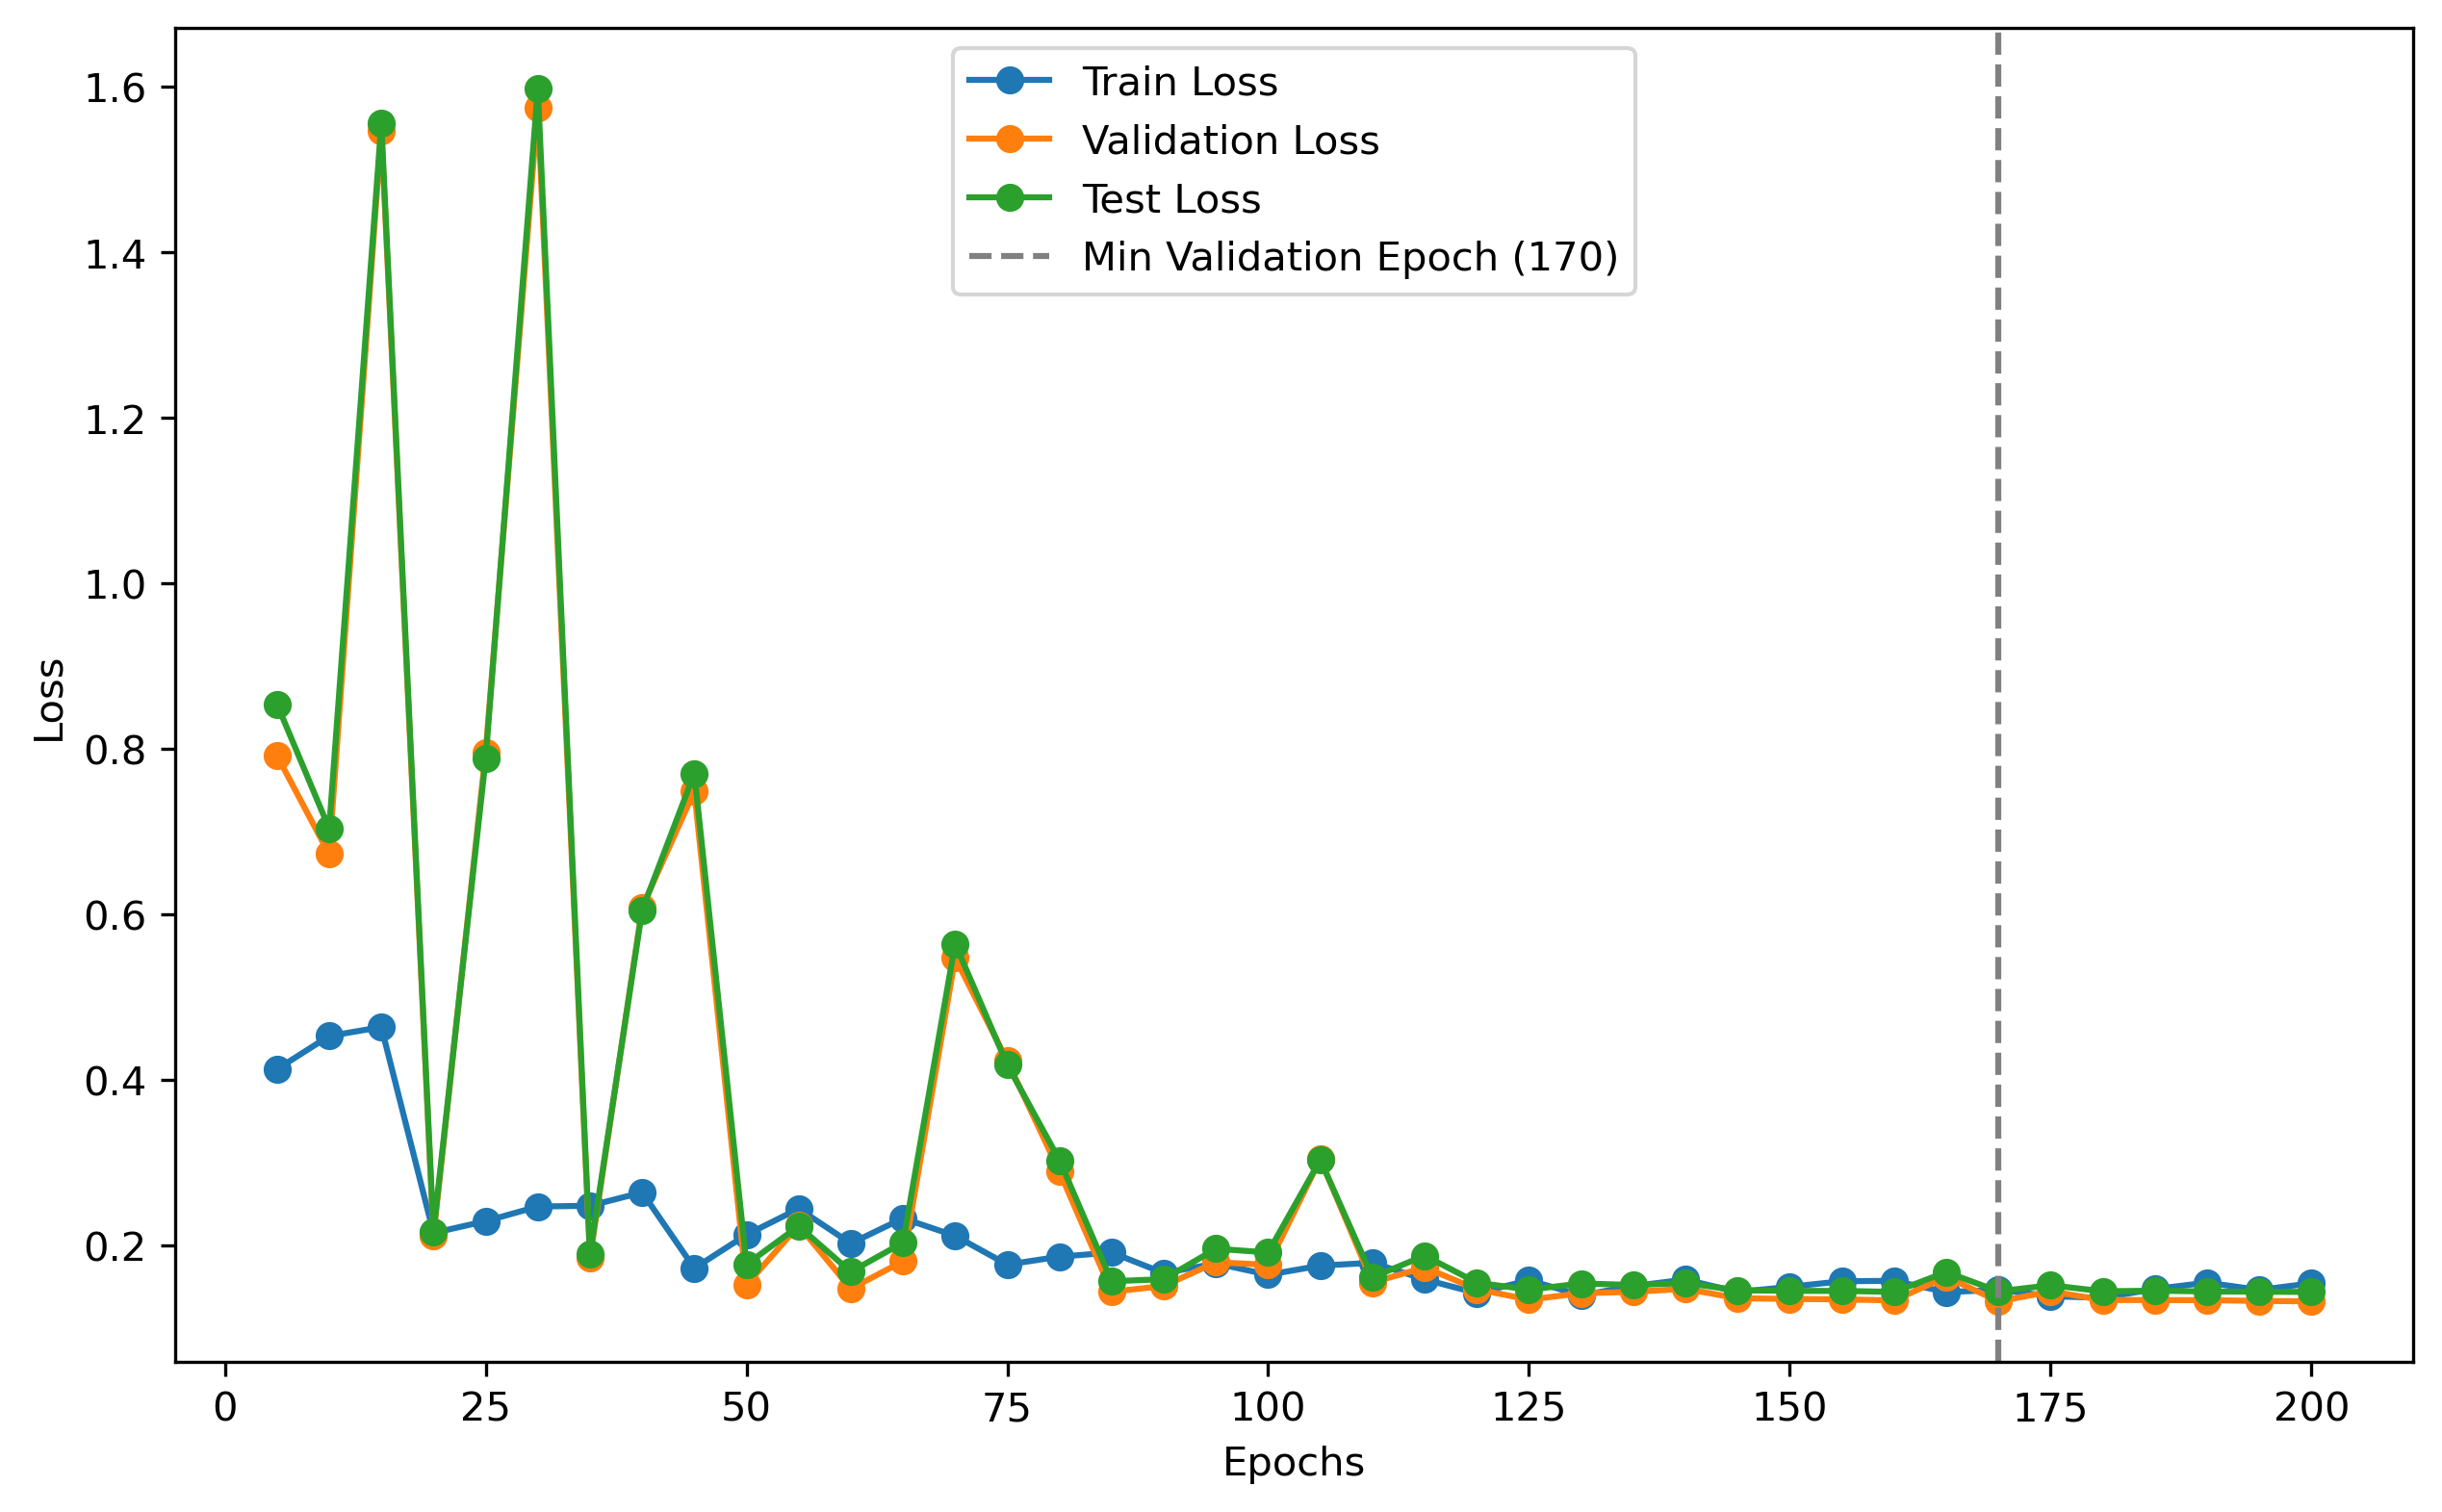 Train Loss
Validation Loss
Test Loss
Min Validation Epoch (170)
1.6
1.4
1.2
1.0
0.8
0.6
0.4
0.2
Loss
0 25 50 75 100 125 150 175 200
Epochs